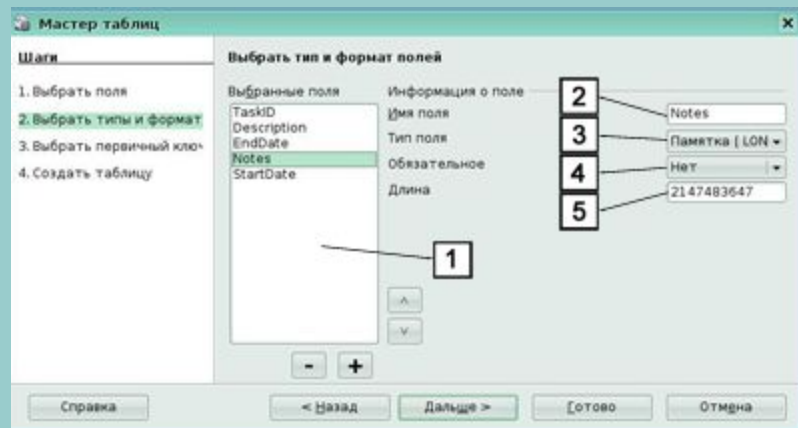 Мастер таблиц
Шаги
1. Выбрать поля
2. Выбрать типы и формат
3. Выбрать первичный ключ
4. Создать таблицу
Выбрать тип и формат полей
Выбранные поля
TaskID
Description
EndDate
Notes
StartDate
Информация о поле
Имя поля
Тип поля
Обязательное
Длина
2
3
4
5
1
Notes
Памятка [ LON
Нет
2147483647
- +
Справка
< Назад
Дальше >
Готово
Отмена